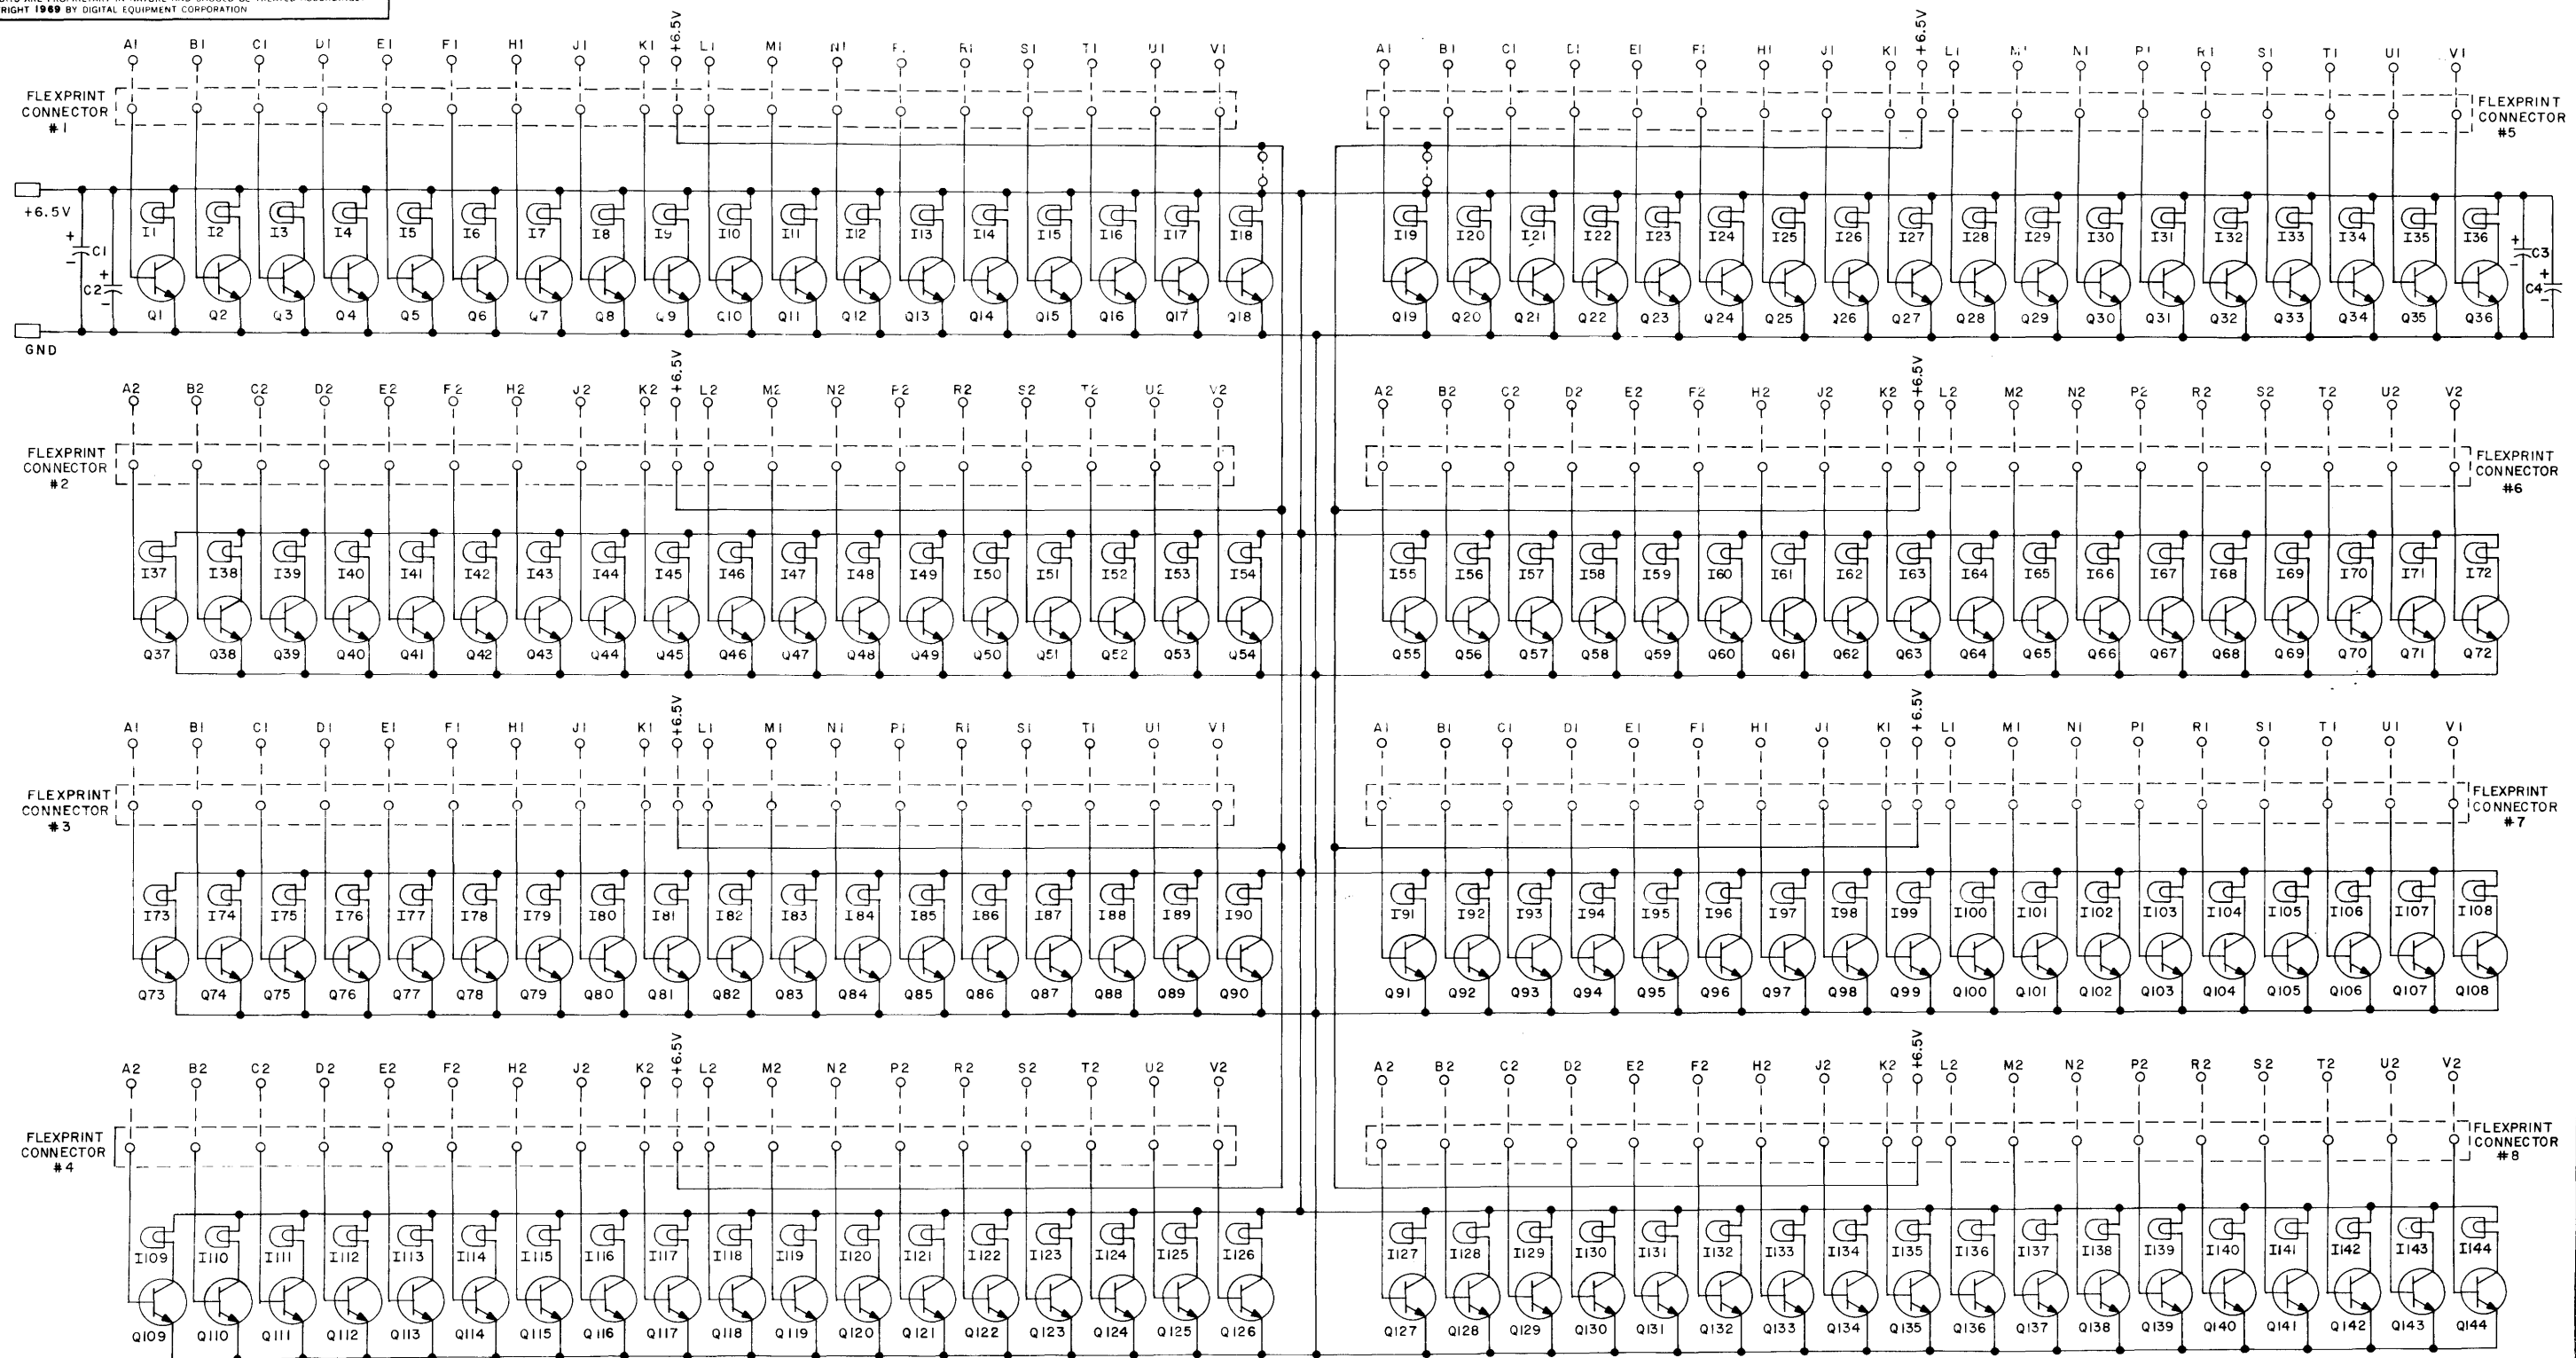 RIGHT 1969 BY DIGITAL EQUIPMENT CORPORATION
A1 B1 C1 D1 E1 F1 H1 J1 K1 +6.5V L1 M1 N1 R1 S1 T1 U1 V1
A1 B1 C1 D1 E1 F1 H1 J1 K1 +6.5V L1 M1 N1 P1 R1 S1 T1 U1 V1
FLEXPRINT CONNECTOR #1
FLEXPRINT CONNECTOR #5
+6.5V
I1 I2 I3 I4 I5 I6 I7 I8 I9 I10 I11 I12 I13 I14 I15 I16 I17 I18
I19 I20 I21 I22 I23 I24 I25 I26 I27 I28 I29 I30 I31 I32 I33 I34 I35 I36
+ C1 −
+ C2 −
+ C3 −
+ C4 −
Q1 Q2 Q3 Q4 Q5 Q6 Q7 Q8 Q9 Q10 Q11 Q12 Q13 Q14 Q15 Q16 Q17 Q18
Q19 Q20 Q21 Q22 Q23 Q24 Q25 Q26 Q27 Q28 Q29 Q30 Q31 Q32 Q33 Q34 Q35 Q36
GND
A2 B2 C2 D2 E2 F2 H2 J2 K2 +6.5V L2 M2 N2 P2 R2 S2 T2 U2 V2
A2 B2 C2 D2 E2 F2 H2 J2 K2 +6.5V L2 M2 N2 P2 R2 S2 T2 U2 V2
FLEXPRINT CONNECTOR #2
FLEXPRINT CONNECTOR #6
I37 I38 I39 I40 I41 I42 I43 I44 I45 I46 I47 I48 I49 I50 I51 I52 I53 I54
I55 I56 I57 I58 I59 I60 I61 I62 I63 I64 I65 I66 I67 I68 I69 I70 I71 I72
Q37 Q38 Q39 Q40 Q41 Q42 Q43 Q44 Q45 Q46 Q47 Q48 Q49 Q50 Q51 Q52 Q53 Q54
Q55 Q56 Q57 Q58 Q59 Q60 Q61 Q62 Q63 Q64 Q65 Q66 Q67 Q68 Q69 Q70 Q71 Q72
A1 B1 C1 D1 E1 F1 H1 J1 K1 +6.5V L1 M1 N1 P1 R1 S1 T1 U1 V1
A1 B1 C1 D1 E1 F1 H1 J1 K1 +6.5V L1 M1 N1 P1 R1 S1 T1 U1 V1
FLEXPRINT CONNECTOR #3
FLEXPRINT CONNECTOR #7
I73 I74 I75 I76 I77 I78 I79 I80 I81 I82 I83 I84 I85 I86 I87 I88 I89 I90
I91 I92 I93 I94 I95 I96 I97 I98 I99 I100 I101 I102 I103 I104 I105 I106 I107 I108
Q73 Q74 Q75 Q76 Q77 Q78 Q79 Q80 Q81 Q82 Q83 Q84 Q85 Q86 Q87 Q88 Q89 Q90
Q91 Q92 Q93 Q94 Q95 Q96 Q97 Q98 Q99 Q100 Q101 Q102 Q103 Q104 Q105 Q106 Q107 Q108
A2 B2 C2 D2 E2 F2 H2 J2 K2 +6.5V L2 M2 N2 P2 R2 S2 T2 U2 V2
A2 B2 C2 D2 E2 F2 H2 J2 K2 +6.5V L2 M2 N2 P2 R2 S2 T2 U2 V2
FLEXPRINT CONNECTOR #4
FLEXPRINT CONNECTOR #8
I109 I110 I111 I112 I113 I114 I115 I116 I117 I118 I119 I120 I121 I122 I123 I124 I125 I126
I127 I128 I129 I130 I131 I132 I133 I134 I135 I136 I137 I138 I139 I140 I141 I142 I143 I144
Q109 Q110 Q111 Q112 Q113 Q114 Q115 Q116 Q117 Q118 Q119 Q120 Q121 Q122 Q123 Q124 Q125 Q126
Q127 Q128 Q129 Q130 Q131 Q132 Q133 Q134 Q135 Q136 Q137 Q138 Q139 Q140 Q141 Q142 Q143 Q144